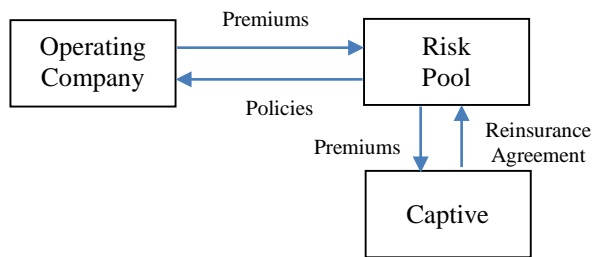 Premiums
Operating
Company
Risk
Pool
Policies
Premiums
Reinsurance
Agreement
Captive